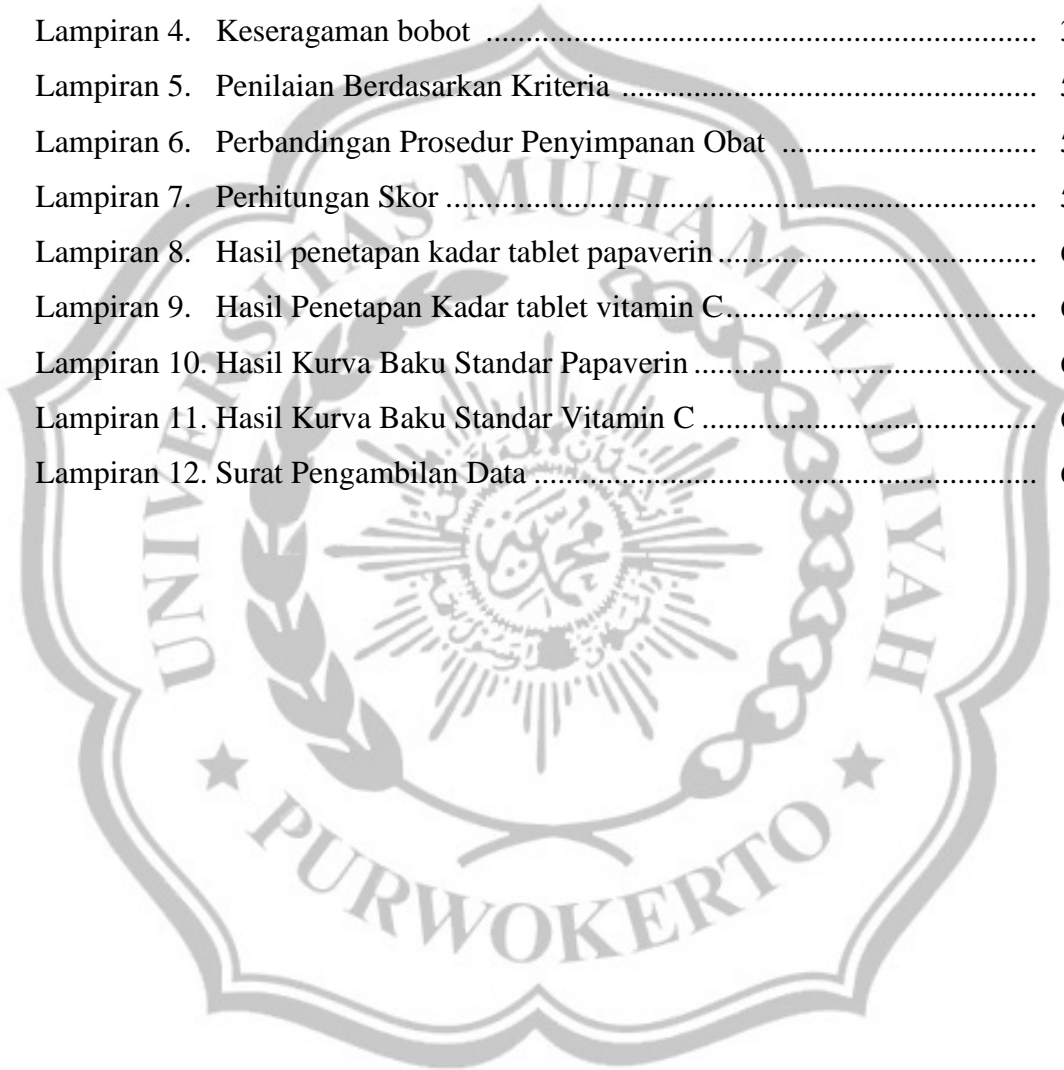 Lampiran 4. Keseragaman bobot ....................................................................
Lampiran 5. Penilaian Berdasarkan Kriteria ...................................................
Lampiran 6. Perbandingan Prosedur Penyimpanan Obat ...............................
Lampiran 7. Perhitungan Skor .........................................................................
Lampiran 8. Hasil penetapan kadar tablet papaverin .......................................
Lampiran 9. Hasil Penetapan Kadar tablet vitamin C ......................................
Lampiran 10. Hasil Kurva Baku Standar Papaverin ..........................................
Lampiran 11. Hasil Kurva Baku Standar Vitamin C .........................................
Lampiran 12. Surat Pengambilan Data ..............................................................
UNIVERSITAS MUHAMMADIYAH
PURWOKERTO